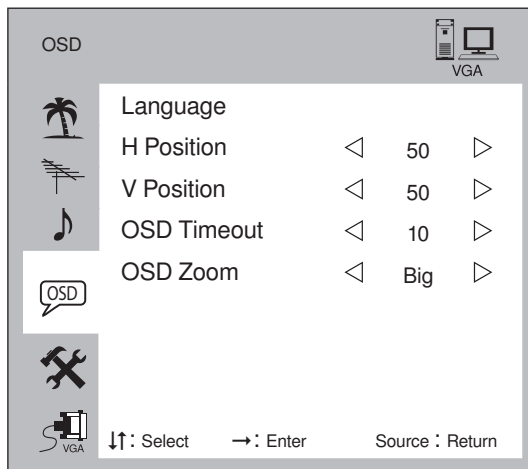 OSD
VGA
Language
H Position ◁ 50 ▷
V Position ◁ 50 ▷
OSD Timeout ◁ 10 ▷
OSD Zoom ◁ Big ▷
OSD
VGA
↓↑: Select →: Enter Source : Return